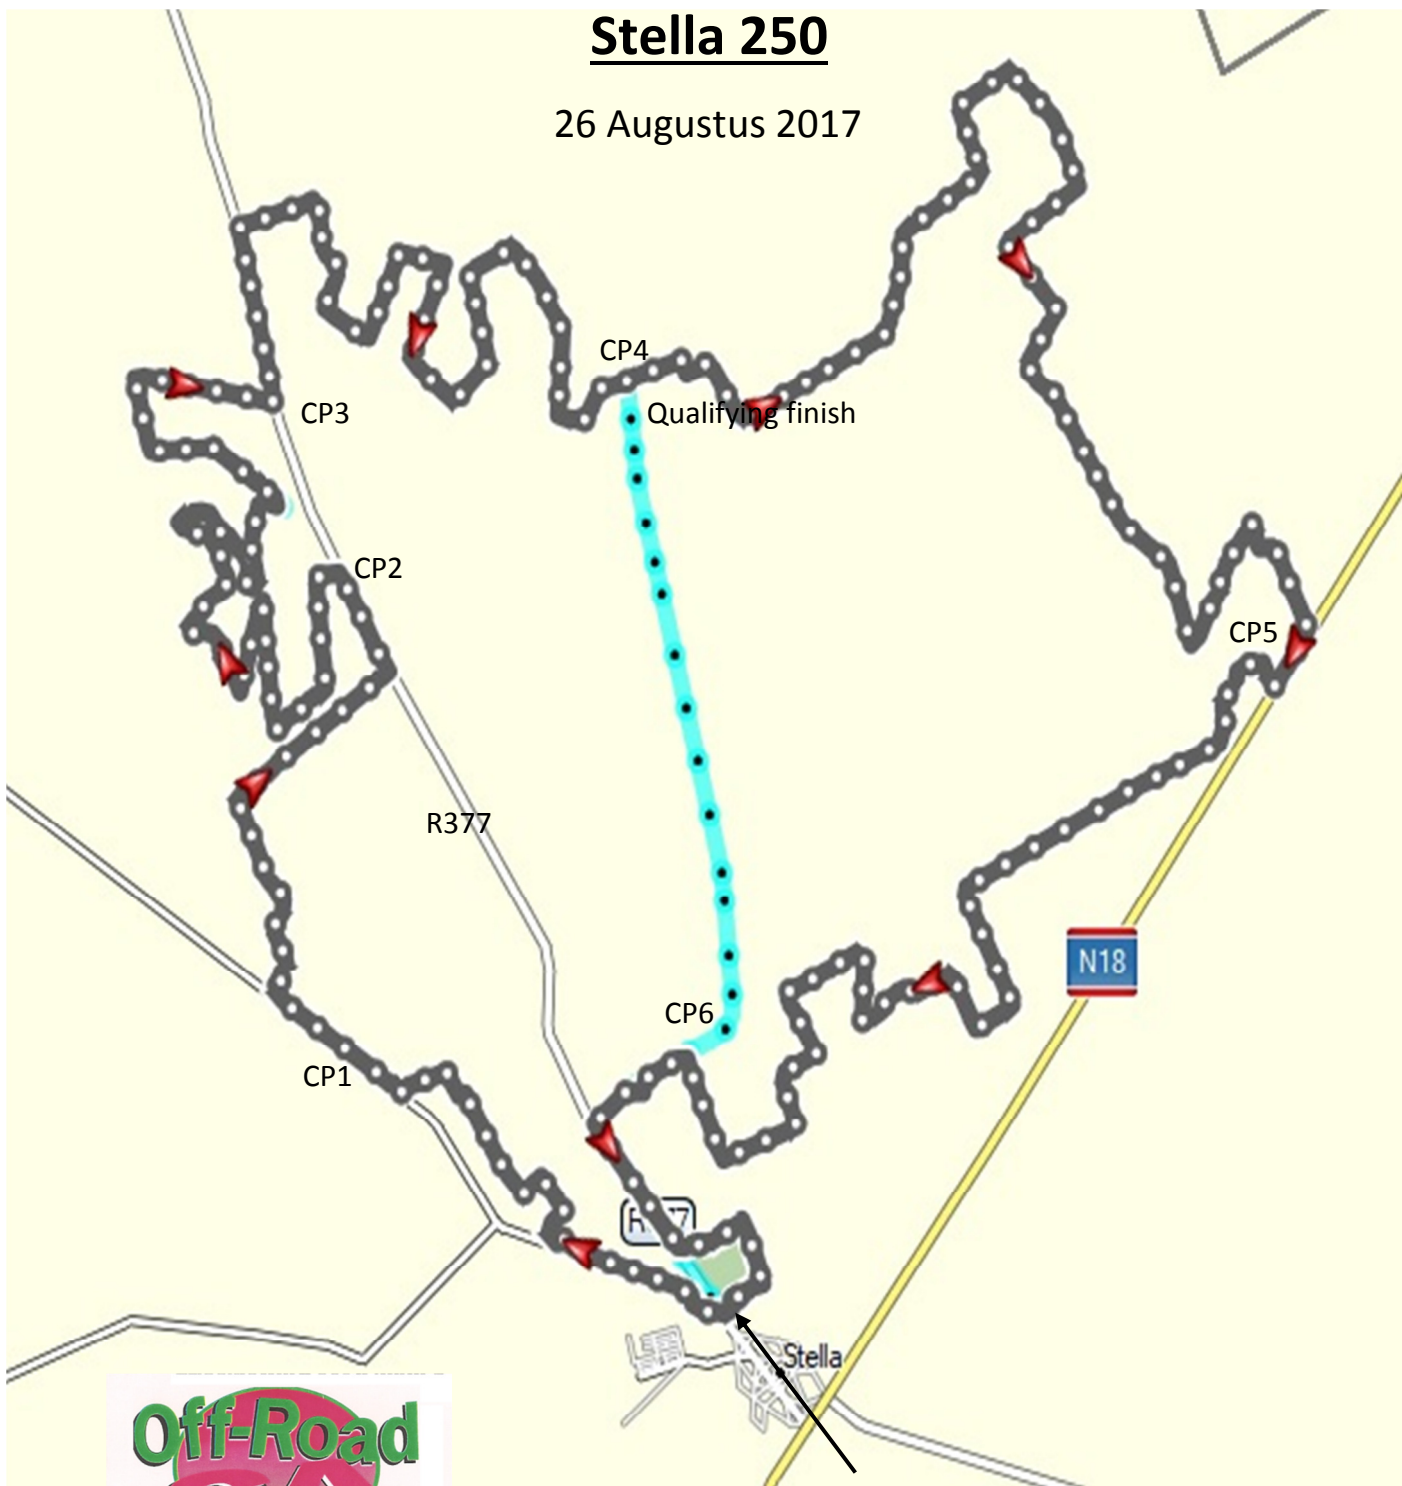 Stella 250
26 Augustus 2017
CP4
Qualifying finish
CP3
CP2
CP5
R377
N18
CP6
CP1
Stella
Off-Road